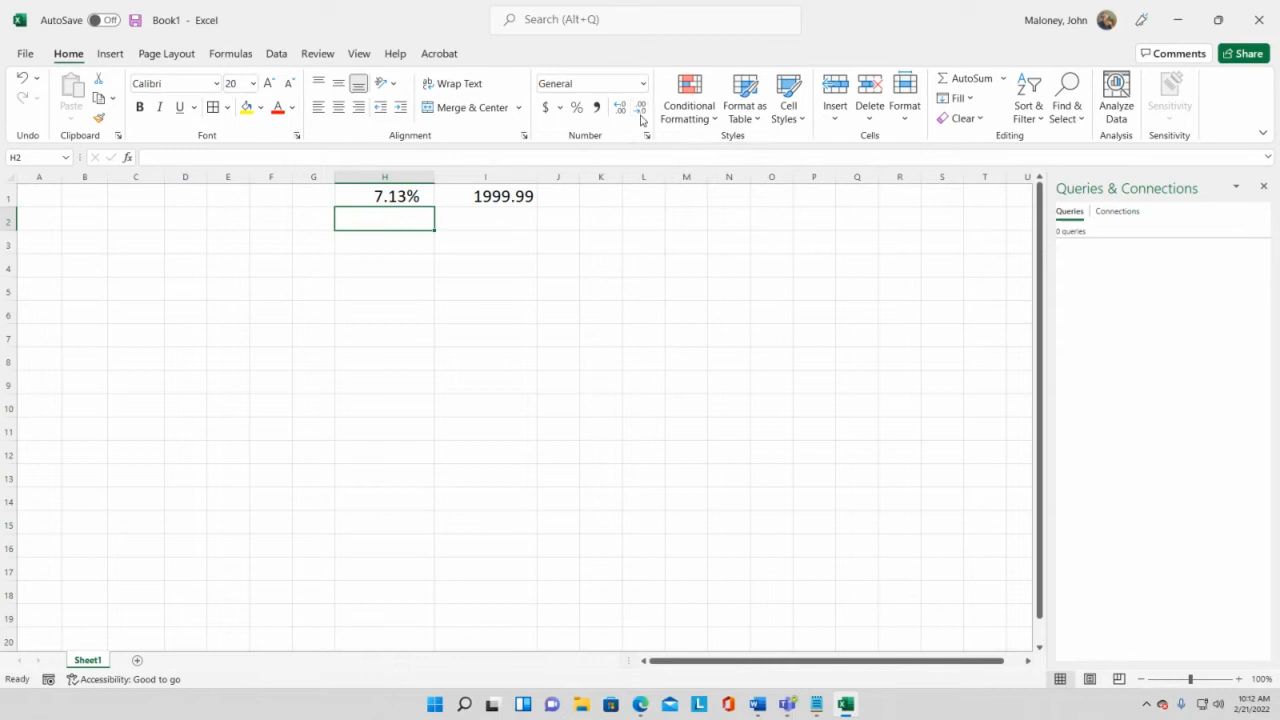 AutoSave Off Book1 - Excel Search (Alt+Q) Maloney, John
File Home Insert Page Layout Formulas Data Review View Help Acrobat Comments Share
Paste Calibri 20 B I U Wrap Text Merge & Center General $ % Conditional Formatting Format as Table Cell Styles Insert Delete Format AutoSum Fill Clear Sort & Filter Find & Select Analyze Data Sensitivity
Undo Clipboard Font Alignment Number Styles Cells Editing Analysis Sensitivity
H2 fx
A B C D E F G H I J K L M N O P Q R S T U
1 7.13% 1999.99
2
3
4
5
6
7
8
9
10
11
12
13
14
15
16
17
18
19
20
Queries & Connections
Queries Connections
0 queries
Sheet1
Ready Accessibility: Good to go 100%
10:12 AM
2/21/2022